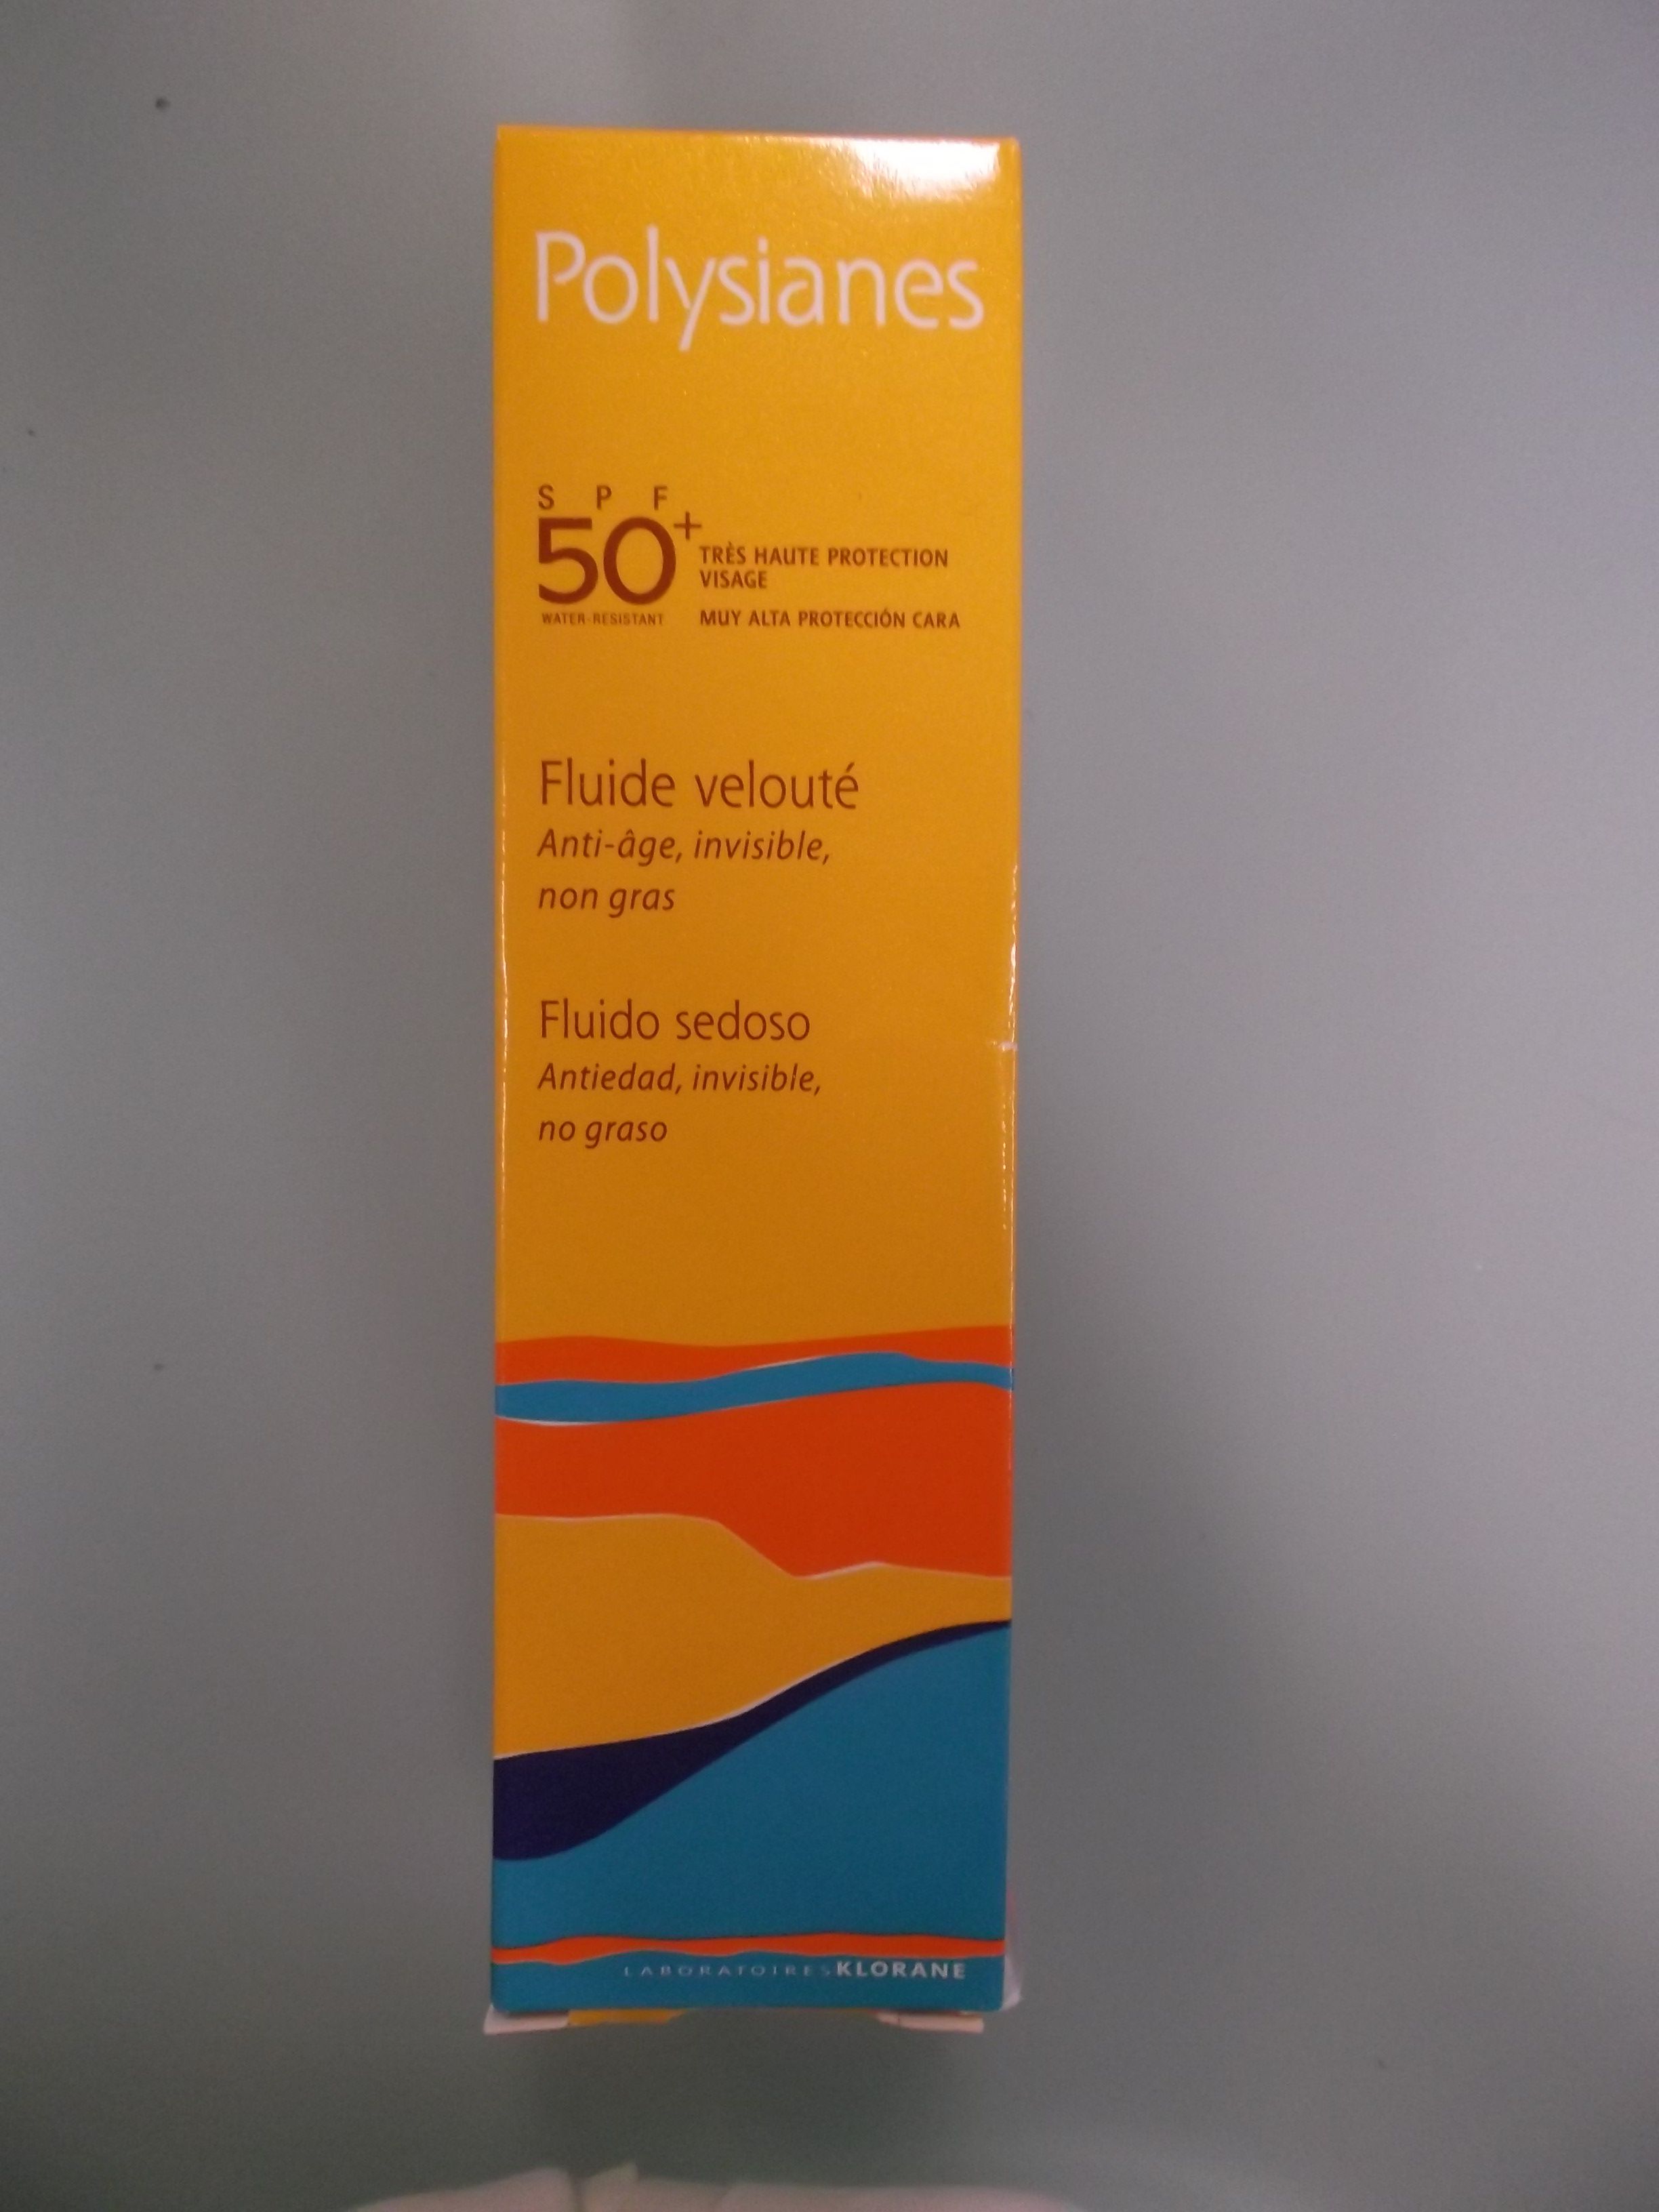 Polysianes
SPF
50+
WATER-RESISTANT
TRÈS HAUTE PROTECTION
VISAGE
MUY ALTA PROTECCIÓN CARA
Fluide velouté
Anti-âge, invisible,
non gras
Fluido sedoso
Antiedad, invisible,
no graso
LABORATOIRES KLORANE